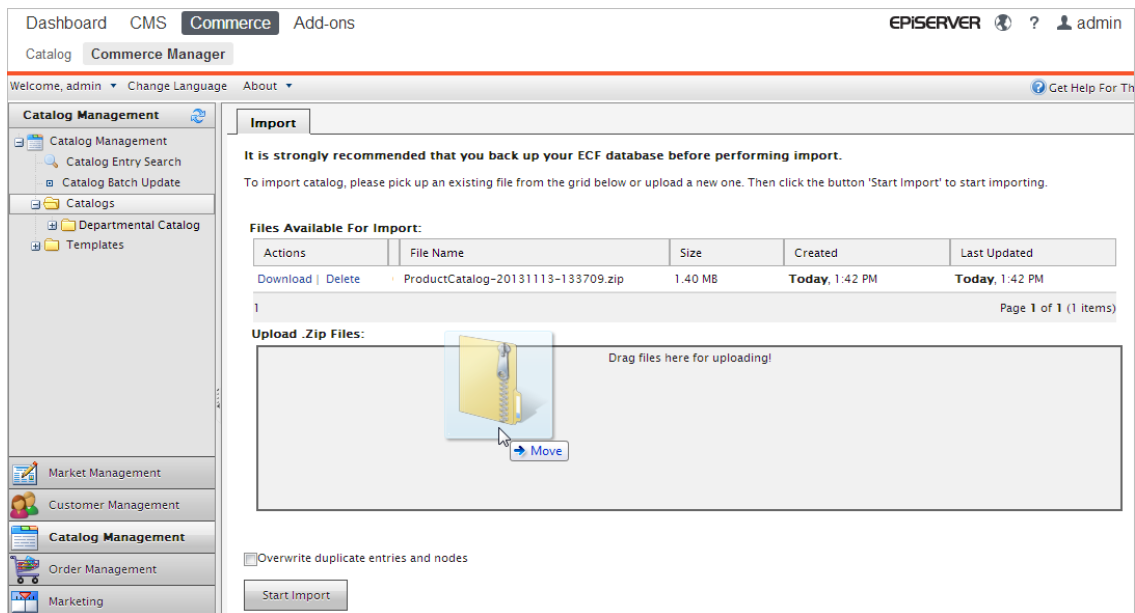 Dashboard CMS Commerce Add-ons EPiSERVER ? admin
Catalog Commerce Manager
Welcome, admin Change Language About Get Help For Th
Catalog Management
Catalog Management
Catalog Entry Search
Catalog Batch Update
Catalogs
Departmental Catalog
Templates
Import
It is strongly recommended that you back up your ECF database before performing import.
To import catalog, please pick up an existing file from the grid below or upload a new one. Then click the button 'Start Import' to start importing.
Files Available For Import:
Actions File Name Size Created Last Updated
Download | Delete ProductCatalog-20131113-133709.zip 1.40 MB Today, 1:42 PM Today, 1:42 PM
1 Page 1 of 1 (1 items)
Upload .Zip Files:
Drag files here for uploading!
Move
Overwrite duplicate entries and nodes
Start Import
Market Management
Customer Management
Catalog Management
Order Management
Marketing